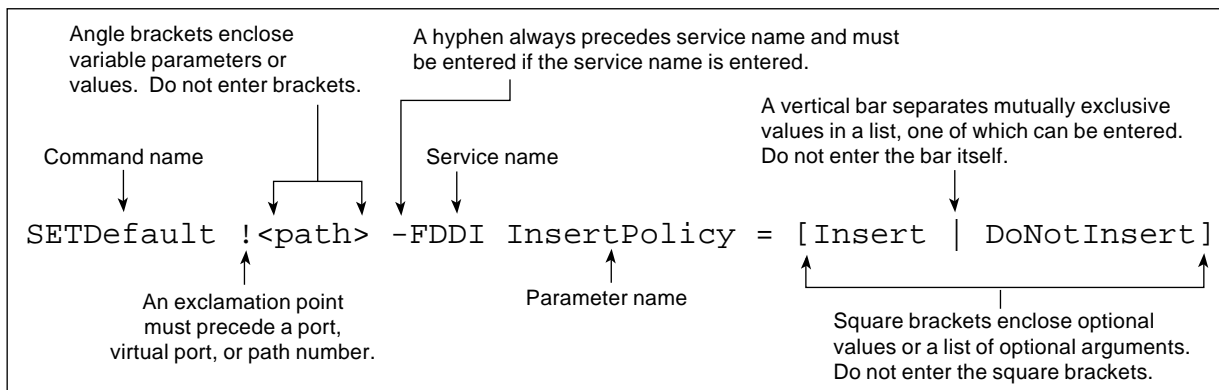 Angle brackets enclose
variable parameters or
values. Do not enter brackets.
A hyphen always precedes service name and must
be entered if the service name is entered.
A vertical bar separates mutually exclusive
values in a list, one of which can be entered.
Do not enter the bar itself.
Command name
Service name
SETDefault !<path> -FDDI InsertPolicy = [Insert | DoNotInsert]
An exclamation point
must precede a port,
virtual port, or path number.
Parameter name
Square brackets enclose optional
values or a list of optional arguments.
Do not enter the square brackets.